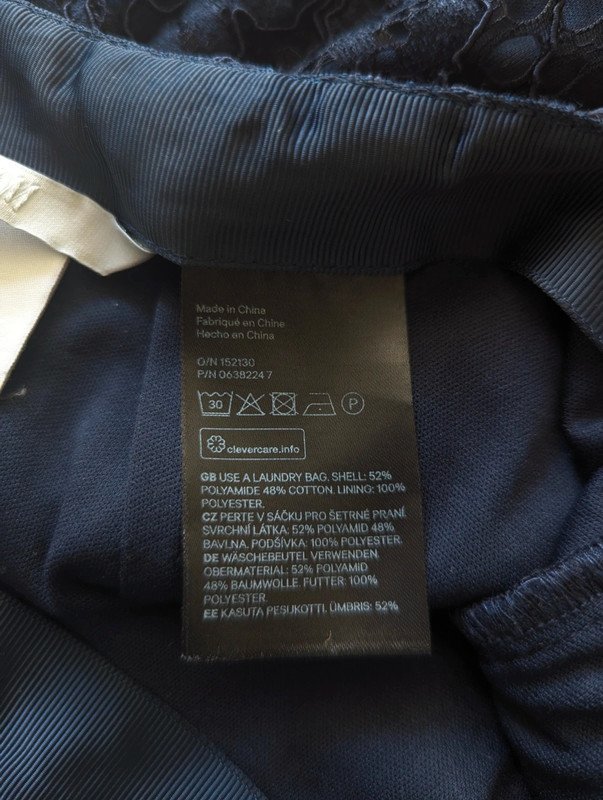 Made in China
Fabriqué en Chine
Hecho en China
O/N 152130
P/N 0638224 7
30 P
clevercare.info
GB USE A LAUNDRY BAG. SHELL: 52%
POLYAMIDE 48% COTTON. LINING: 100%
POLYESTER.
CZ PERTE V SÁČKU PRO ŠETRNÉ PRANÍ.
SVRCHNÍ LÁTKA: 52% POLYAMID 48%
BAVLNA. PODŠÍVKA: 100% POLYESTER.
DE WÄSCHEBEUTEL VERWENDEN.
OBERMATERIAL: 52% POLYAMID
48% BAUMWOLLE. FUTTER: 100%
POLYESTER.
EE KASUTA PESUKOTTI. ÜMBRIS: 52%